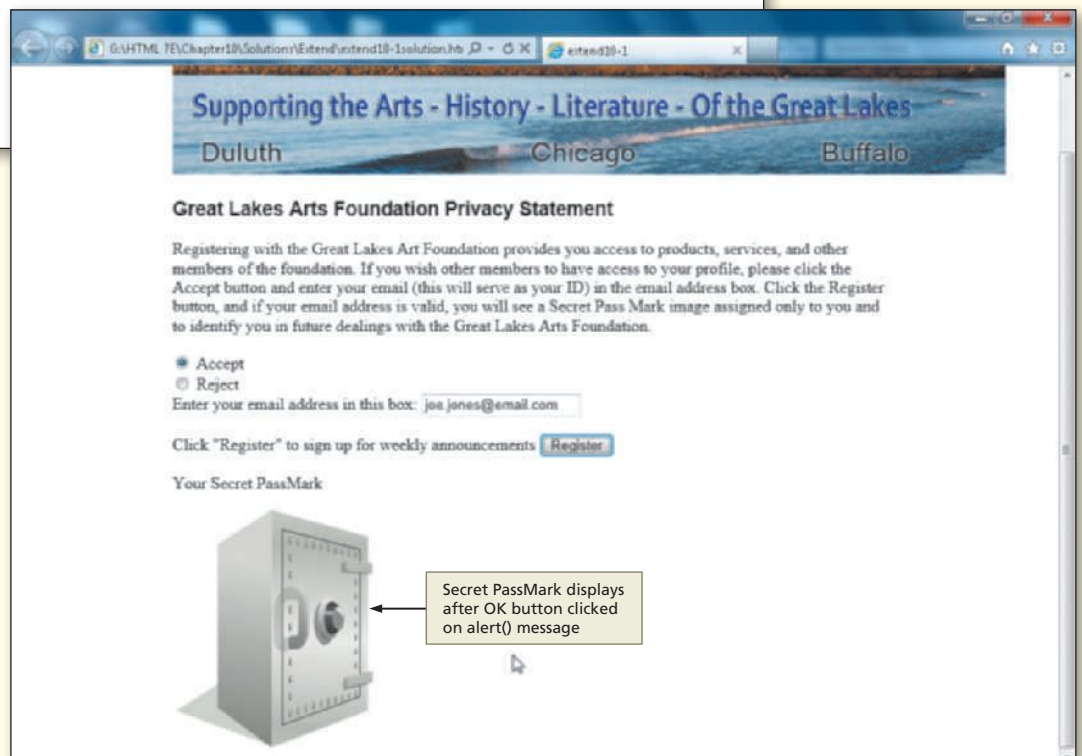 G:\HTML 7E\Chapter10\Solutions\Extend\extend10-1solution.ht
extend10-1
Supporting the Arts - History - Literature - Of the Great Lakes
Duluth Chicago Buffalo
Great Lakes Arts Foundation Privacy Statement
Registering with the Great Lakes Art Foundation provides you access to products, services, and other
members of the foundation. If you wish other members to have access to your profile, please click the
Accept button and enter your email (this will serve as your ID) in the email address box. Click the Register
button, and if your email address is valid, you will see a Secret Pass Mark image assigned only to you and
to identify you in future dealings with the Great Lakes Arts Foundation.
Accept
Reject
Enter your email address in this box: joe.jones@email.com
Click "Register" to sign up for weekly announcements Register
Your Secret PassMark
Secret PassMark displays
after OK button clicked
on alert() message